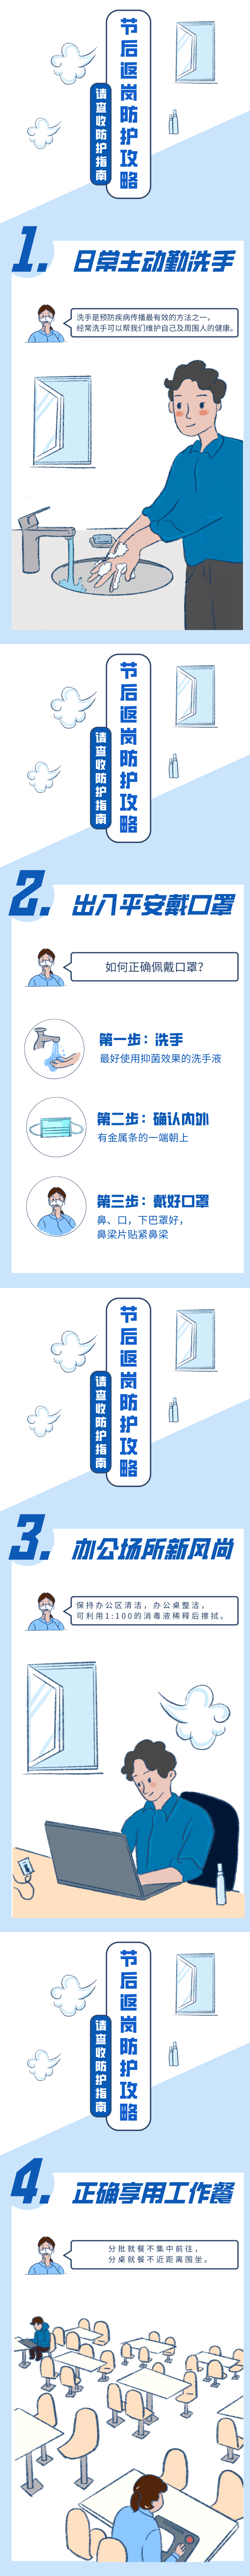 节后返岗防护攻略
请查收防护指南
1.
日常主动勤洗手
洗手是预防疾病传播最有效的方法之一，
经常洗手可以帮我们维护自己及周围人的健康。
节后返岗防护攻略
请查收防护指南
2.
出入平安戴口罩
如何正确佩戴口罩？
第一步：洗手
最好使用抑菌效果的洗手液
第二步：确认内外
有金属条的一端朝上
第三步：戴好口罩
鼻、口，下巴罩好，
鼻梁片贴紧鼻梁
节后返岗防护攻略
请查收防护指南
3.
办公场所新风尚
保持办公区清洁，办公桌整洁，
可利用1:100的消毒液稀释后擦拭。
节后返岗防护攻略
请查收防护指南
4.
正确享用工作餐
分批就餐不集中前往，
分桌就餐不近距离围坐。